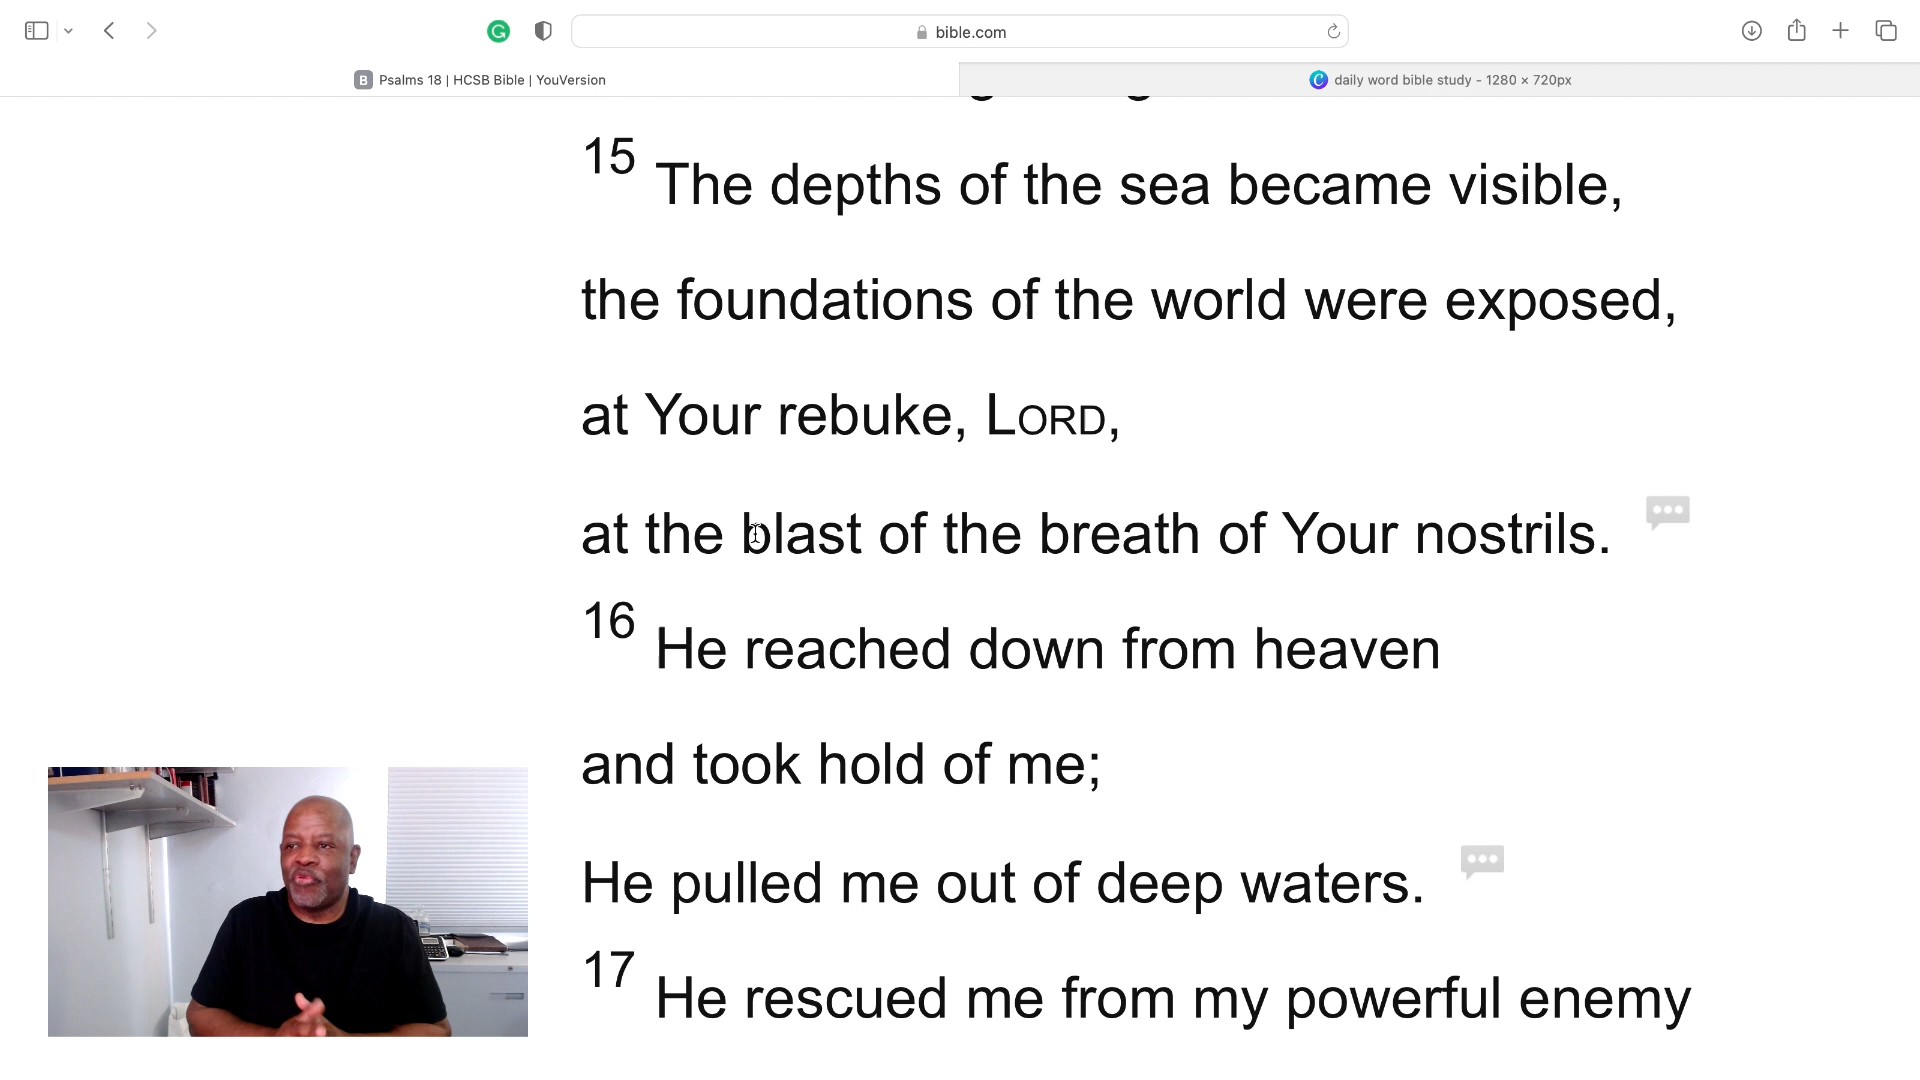 bible.com
Psalms 18 | HCSB Bible | YouVersion
daily word bible study - 1280 × 720px
15 The depths of the sea became visible,
the foundations of the world were exposed,
at Your rebuke, LORD,
at the blast of the breath of Your nostrils.
16 He reached down from heaven
and took hold of me;
He pulled me out of deep waters.
17 He rescued me from my powerful enemy